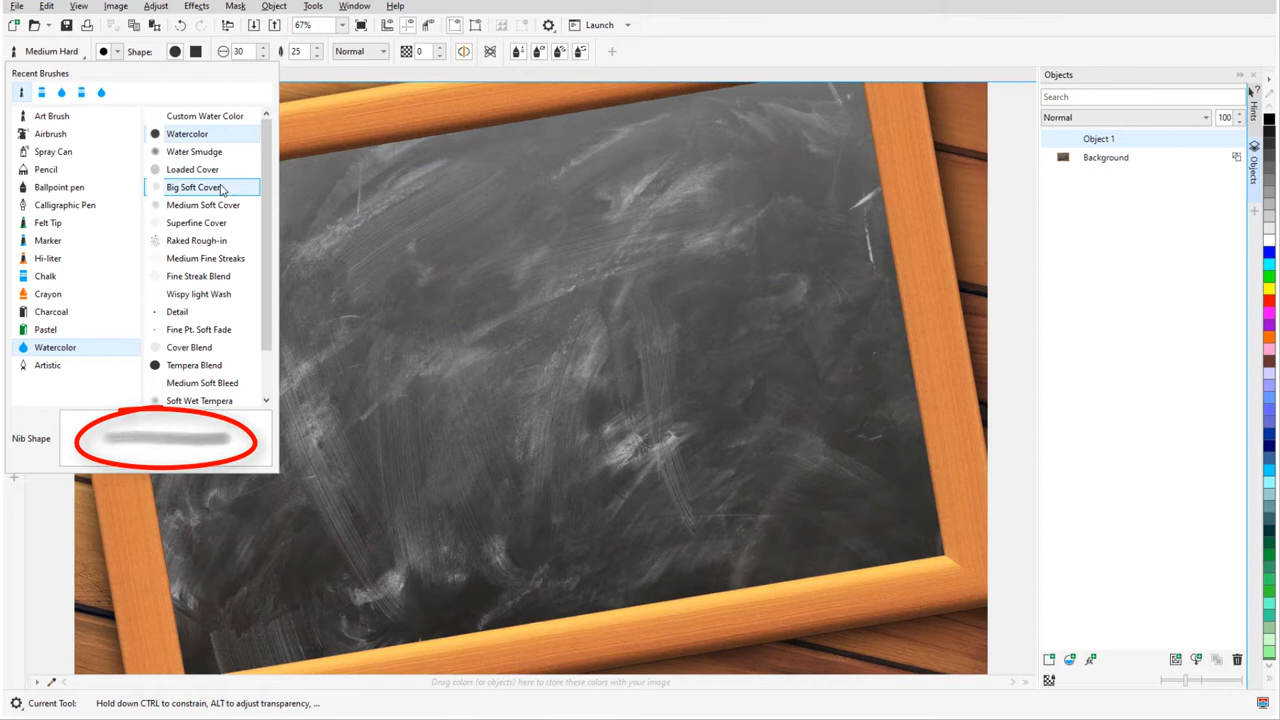 File Edit View Image Adjust Effects Mask Object Tools Window Help
67% Launch
Medium Hard Shape: 30 25 Normal 0
Recent Brushes
Art Brush
Airbrush
Spray Can
Pencil
Ballpoint pen
Calligraphic Pen
Felt Tip
Marker
Hi-liter
Chalk
Crayon
Charcoal
Pastel
Watercolor
Artistic
Custom Water Color
Watercolor
Water Smudge
Loaded Cover
Big Soft Cover
Medium Soft Cover
Superfine Cover
Raked Rough-in
Medium Fine Streaks
Fine Streak Blend
Wispy light Wash
Detail
Fine Pt. Soft Fade
Cover Blend
Tempera Blend
Medium Soft Bleed
Soft Wet Tempera
Nib Shape
Objects
Search
Normal 100
Object 1
Background
Hints
Objects
Drag colors (or objects) here to store these colors with your image
Current Tool: Hold down CTRL to constrain, ALT to adjust transparency, ...